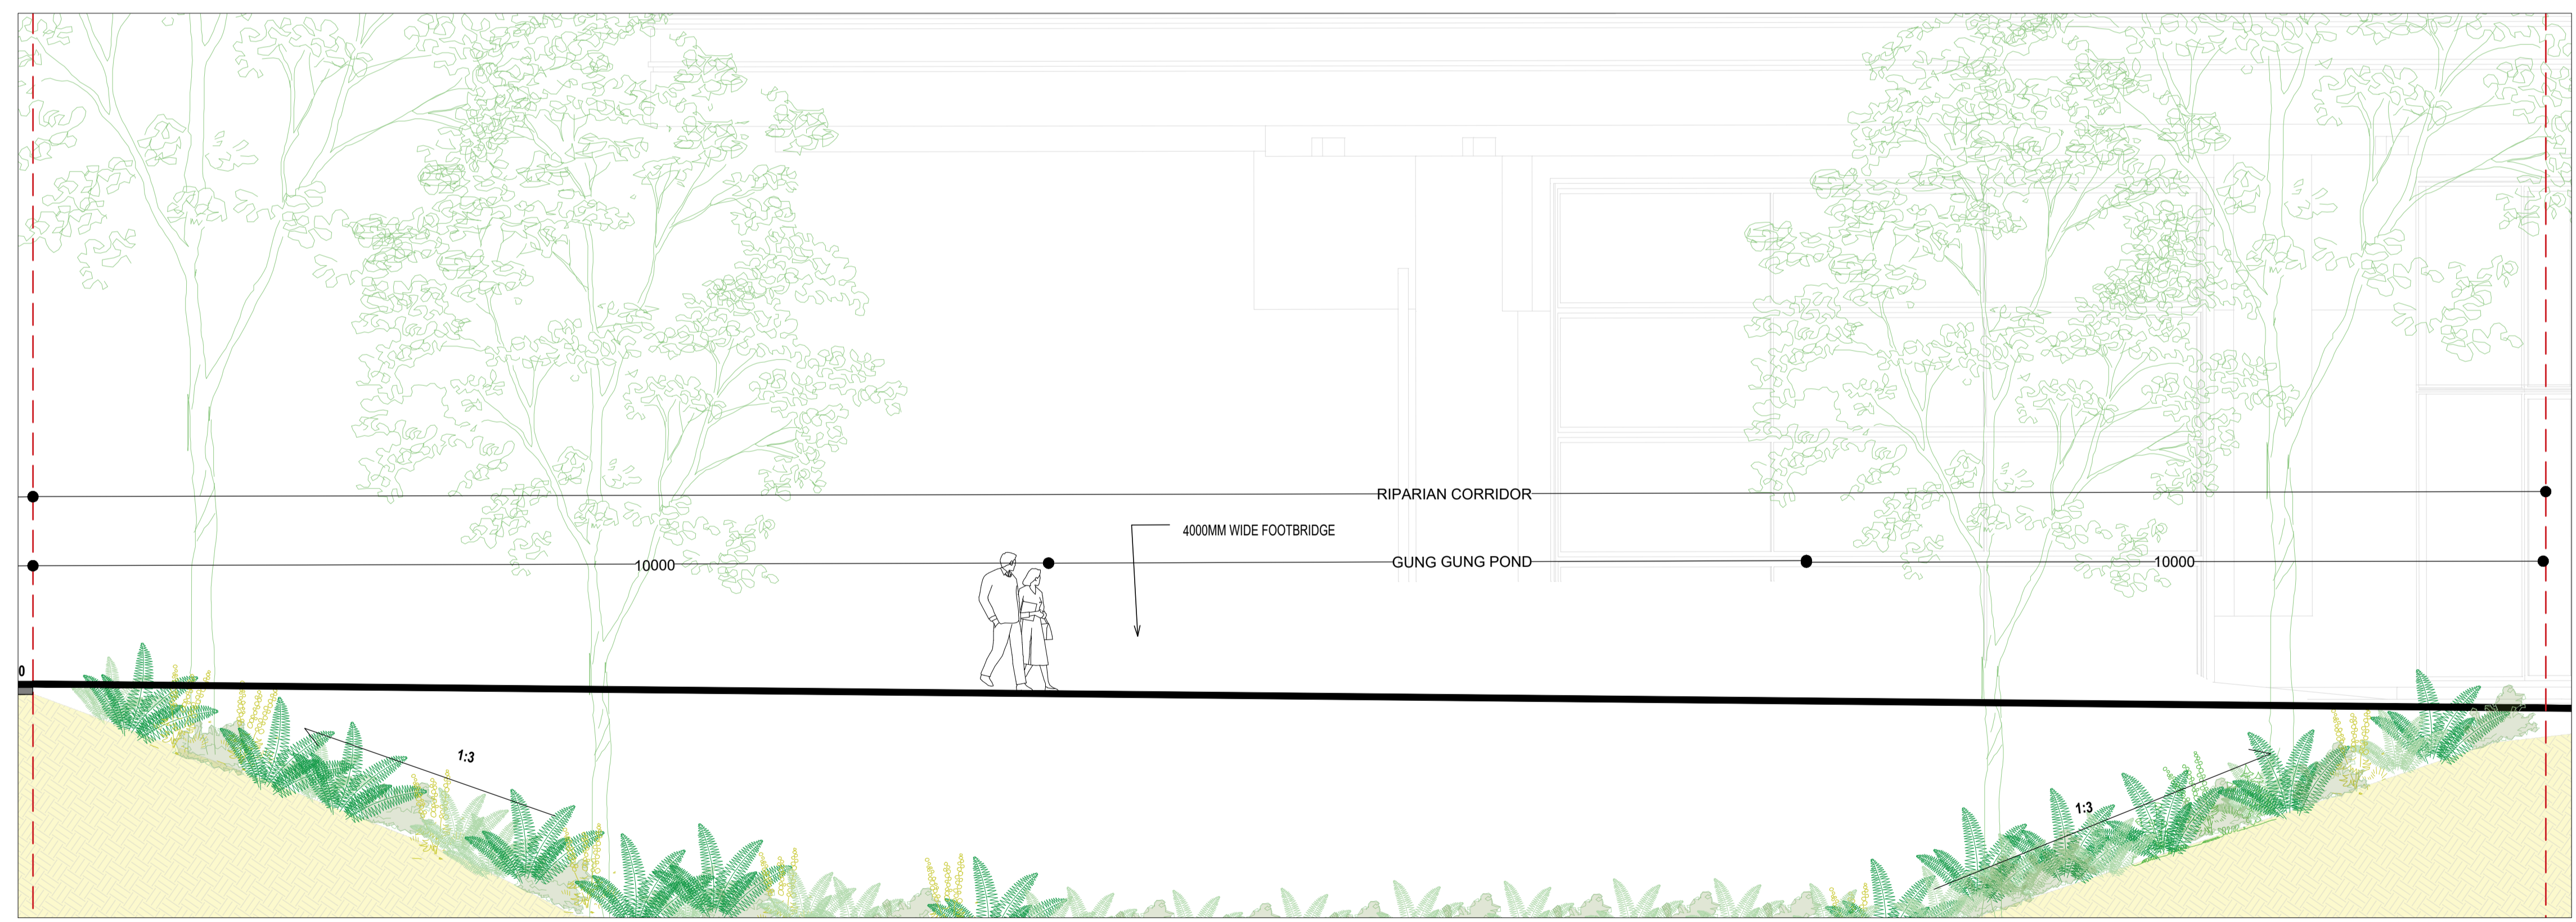 RIPARIAN CORRIDOR
4000MM WIDE FOOTBRIDGE
10000
GUNG GUNG POND
10000
0
1:3
1:3